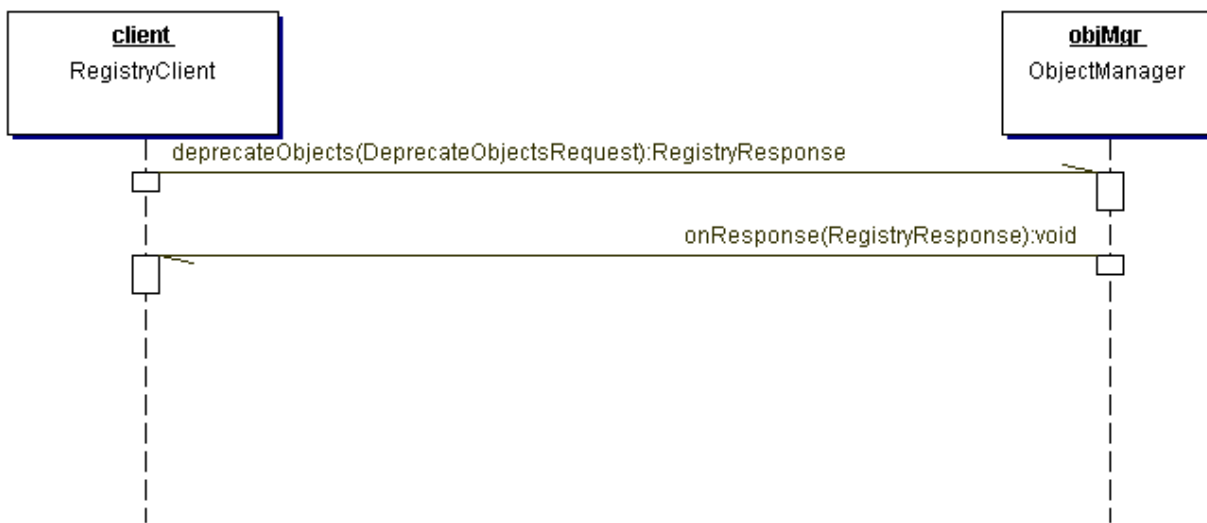 client
RegistryClient
objMgr
ObjectManager
deprecateObjects(DeprecateObjectsRequest):RegistryResponse
onResponse(RegistryResponse):void